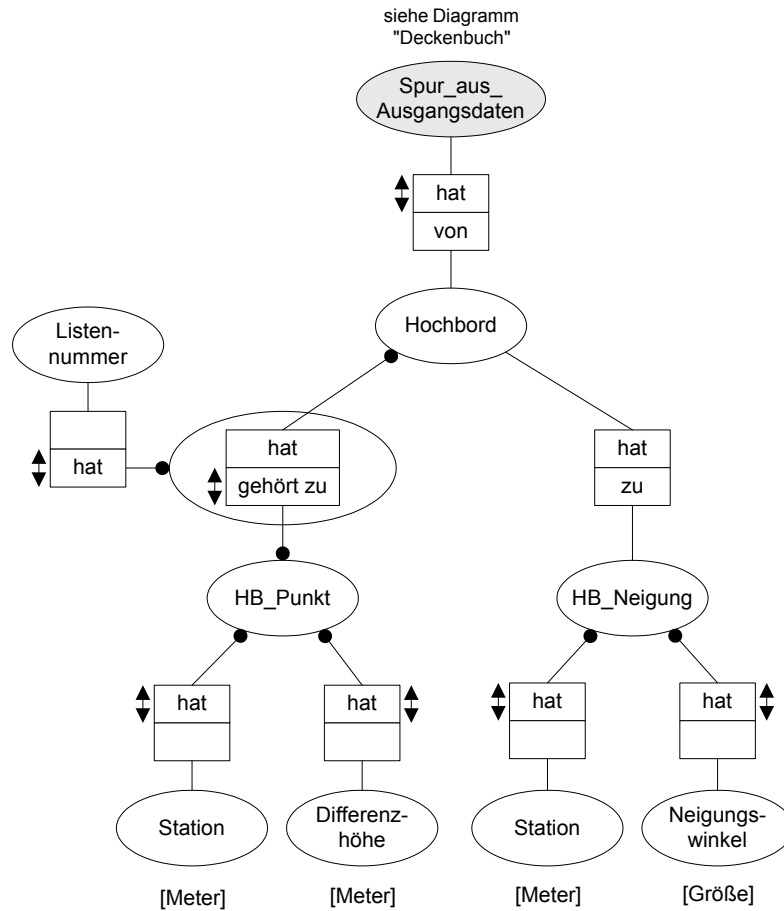 siehe Diagramm
"Deckenbuch"
Spur_aus_
Ausgangsdaten
hat
von
Hochbord
Listen-
nummer
hat
hat
gehört zu
hat
zu
HB_Punkt
HB_Neigung
hat
hat
hat
hat
Station
Differenz-
höhe
Station
Neigungs-
winkel
[Meter]
[Meter]
[Meter]
[Größe]